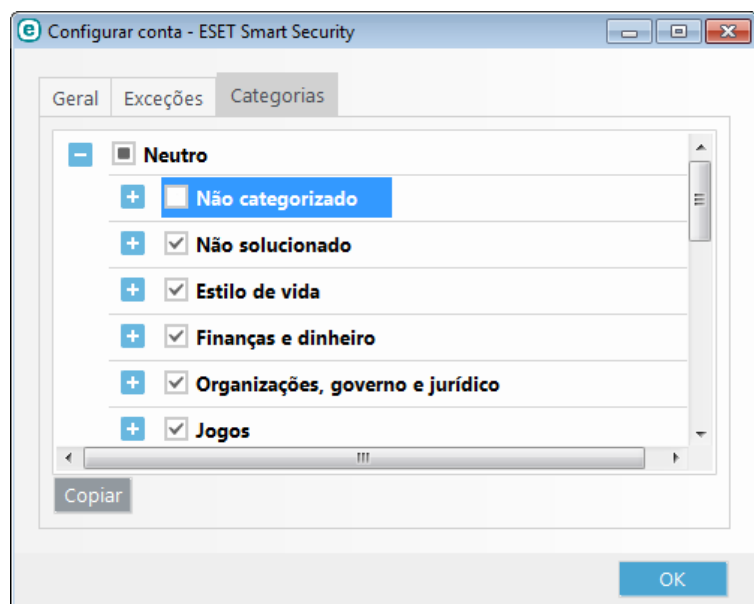 Configurar conta - ESET Smart Security
Geral Exceções Categorias
Neutro
Não categorizado
Não solucionado
Estilo de vida
Finanças e dinheiro
Organizações, governo e jurídico
Jogos
Copiar
OK